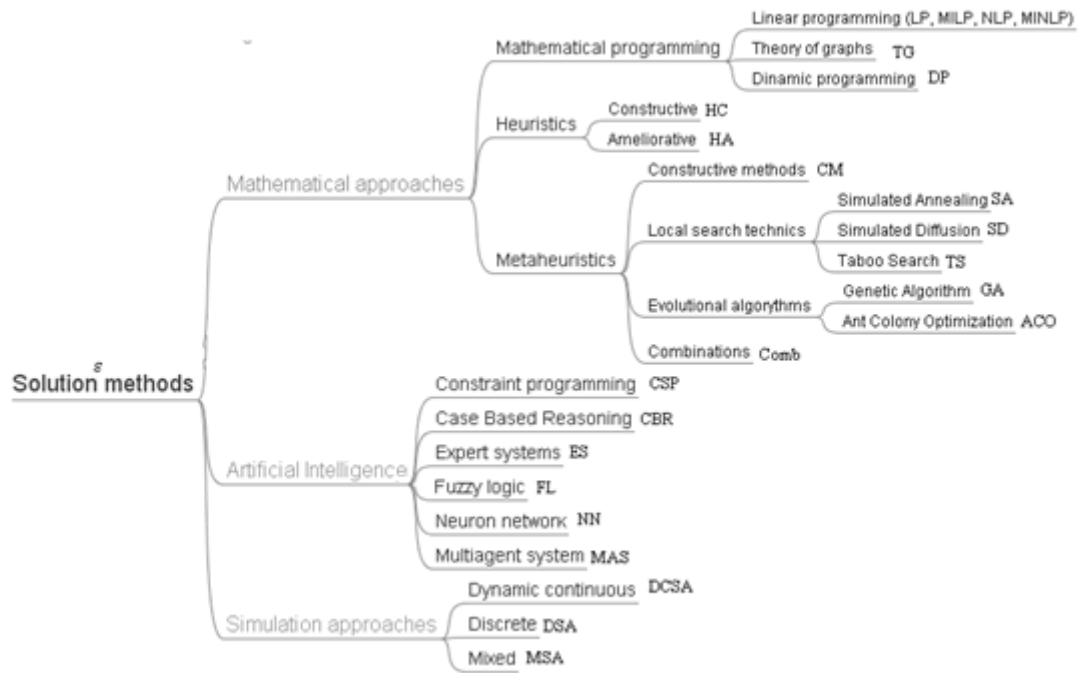 Linear programming (LP, MILP, NLP, MINLP)
Mathematical programming
Theory of graphs TG
Dinamic programming DP
Heuristics
Constructive HC
Ameliorative HA
Mathematical approaches
Constructive methods CM
Simulated Annealing SA
Local search technics
Simulated Diffusion SD
Metaheuristics
Taboo Search TS
Genetic Algorithm GA
Evolutional algorythms
Ant Colony Optimization ACO
Combinations Comb
ε
Solution methods
Constraint programming CSP
Case Based Reasoning CBR
Expert systems ES
Artificial Intelligence
Fuzzy logic FL
Neuron network NN
Multiagent system MAS
Dynamic continuous DCSA
Simulation approaches
Discrete DSA
Mixed MSA